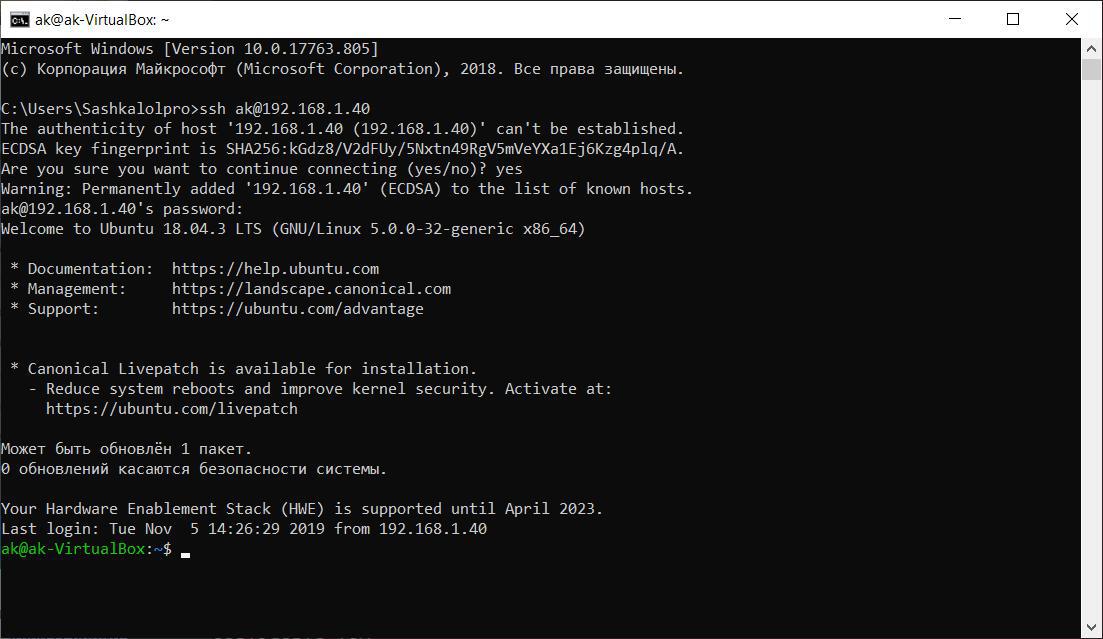 ak@ak-VirtualBox: ~
Microsoft Windows [Version 10.0.17763.805]
(c) Корпорация Майкрософт (Microsoft Corporation), 2018. Все права защищены.
C:\Users\Sashkalolpro>ssh ak@192.168.1.40
The authenticity of host '192.168.1.40 (192.168.1.40)' can't be established.
ECDSA key fingerprint is SHA256:kGdz8/V2dFUy/5Nxtn49RgV5mVeYXa1Ej6Kzg4plq/A.
Are you sure you want to continue connecting (yes/no)? yes
Warning: Permanently added '192.168.1.40' (ECDSA) to the list of known hosts.
ak@192.168.1.40's password:
Welcome to Ubuntu 18.04.3 LTS (GNU/Linux 5.0.0-32-generic x86_64)
* Documentation:  https://help.ubuntu.com
* Management:     https://landscape.canonical.com
* Support:        https://ubuntu.com/advantage
* Canonical Livepatch is available for installation.
- Reduce system reboots and improve kernel security. Activate at:
https://ubuntu.com/livepatch
Может быть обновлён 1 пакет.
0 обновлений касаются безопасности системы.
Your Hardware Enablement Stack (HWE) is supported until April 2023.
Last login: Tue Nov  5 14:26:29 2019 from 192.168.1.40
ak@ak-VirtualBox:~$